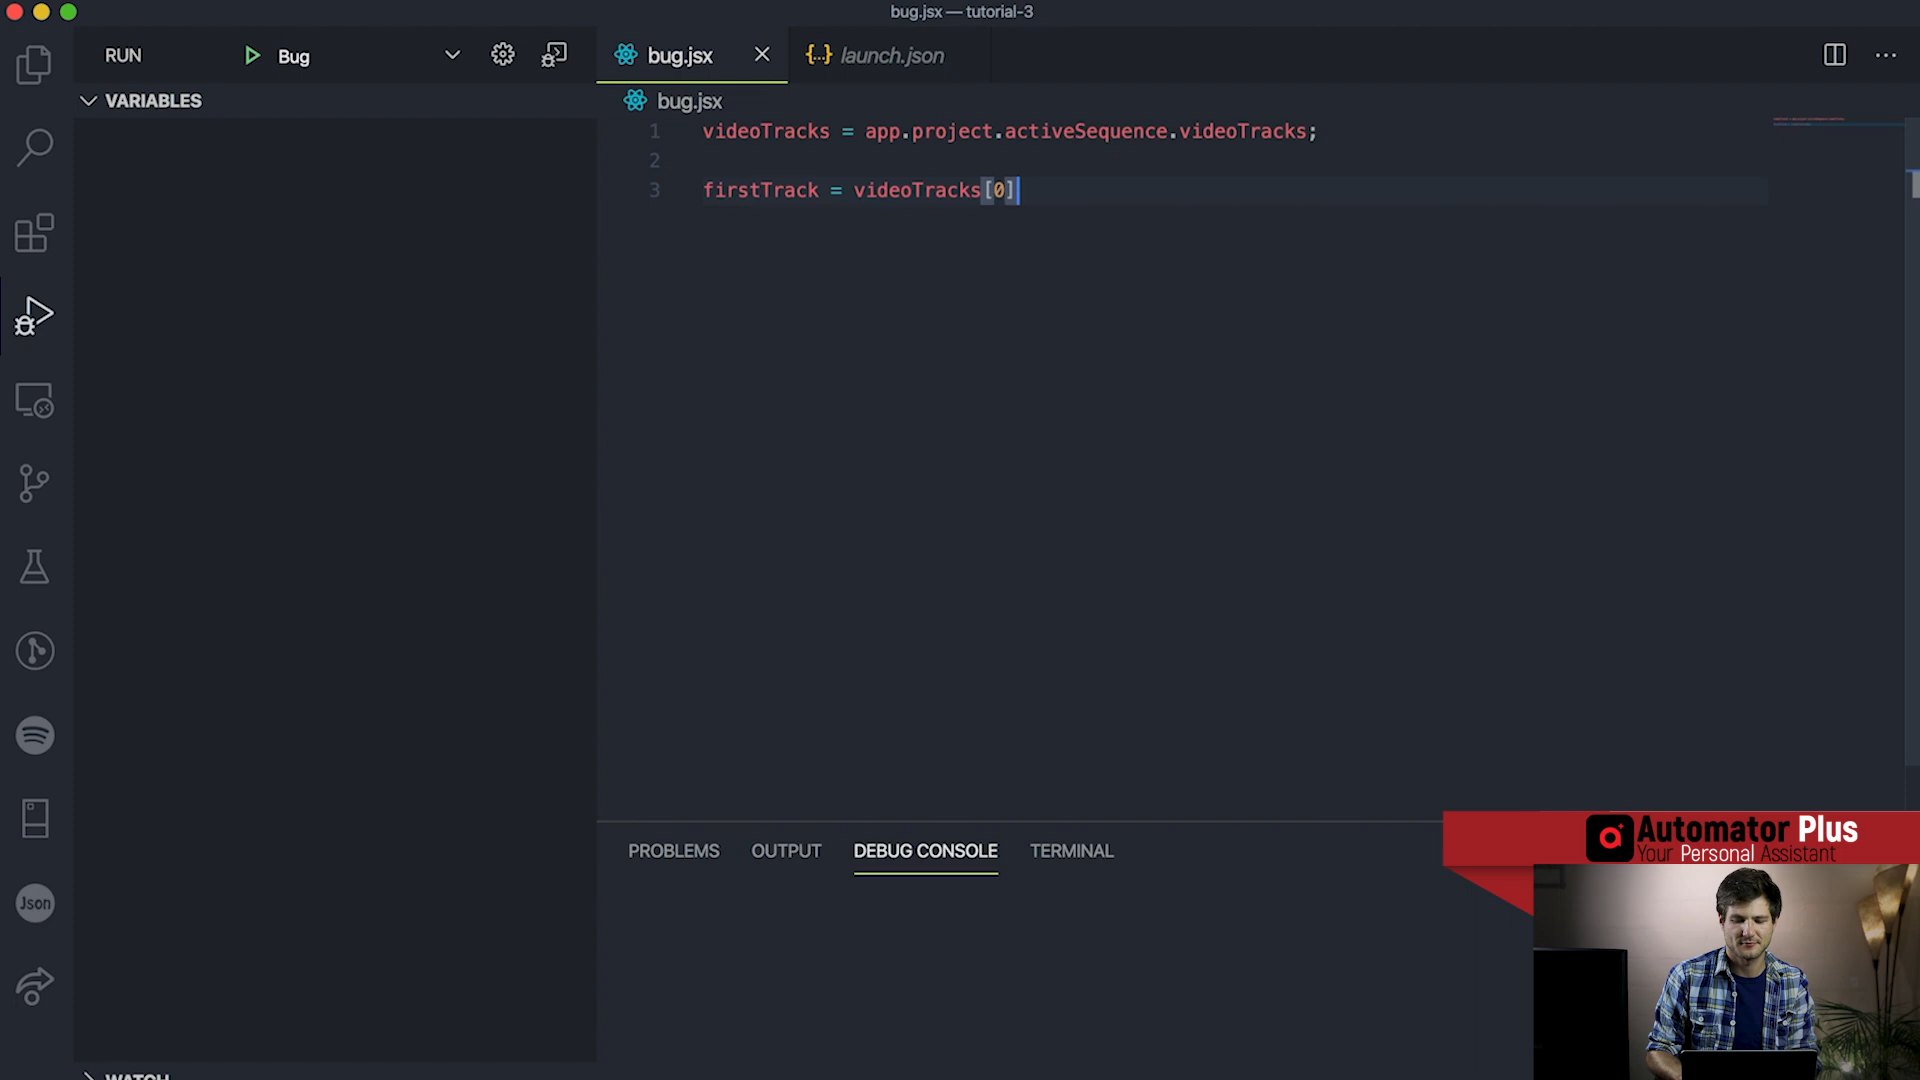 bug.jsx — tutorial-3
RUN
Bug
bug.jsx
launch.json
VARIABLES
bug.jsx
1 videoTracks = app.project.activeSequence.videoTracks;
2
3 firstTrack = videoTracks[0]
PROBLEMS OUTPUT DEBUG CONSOLE TERMINAL
Automator Plus
Your Personal Assistant
Json
WATCH